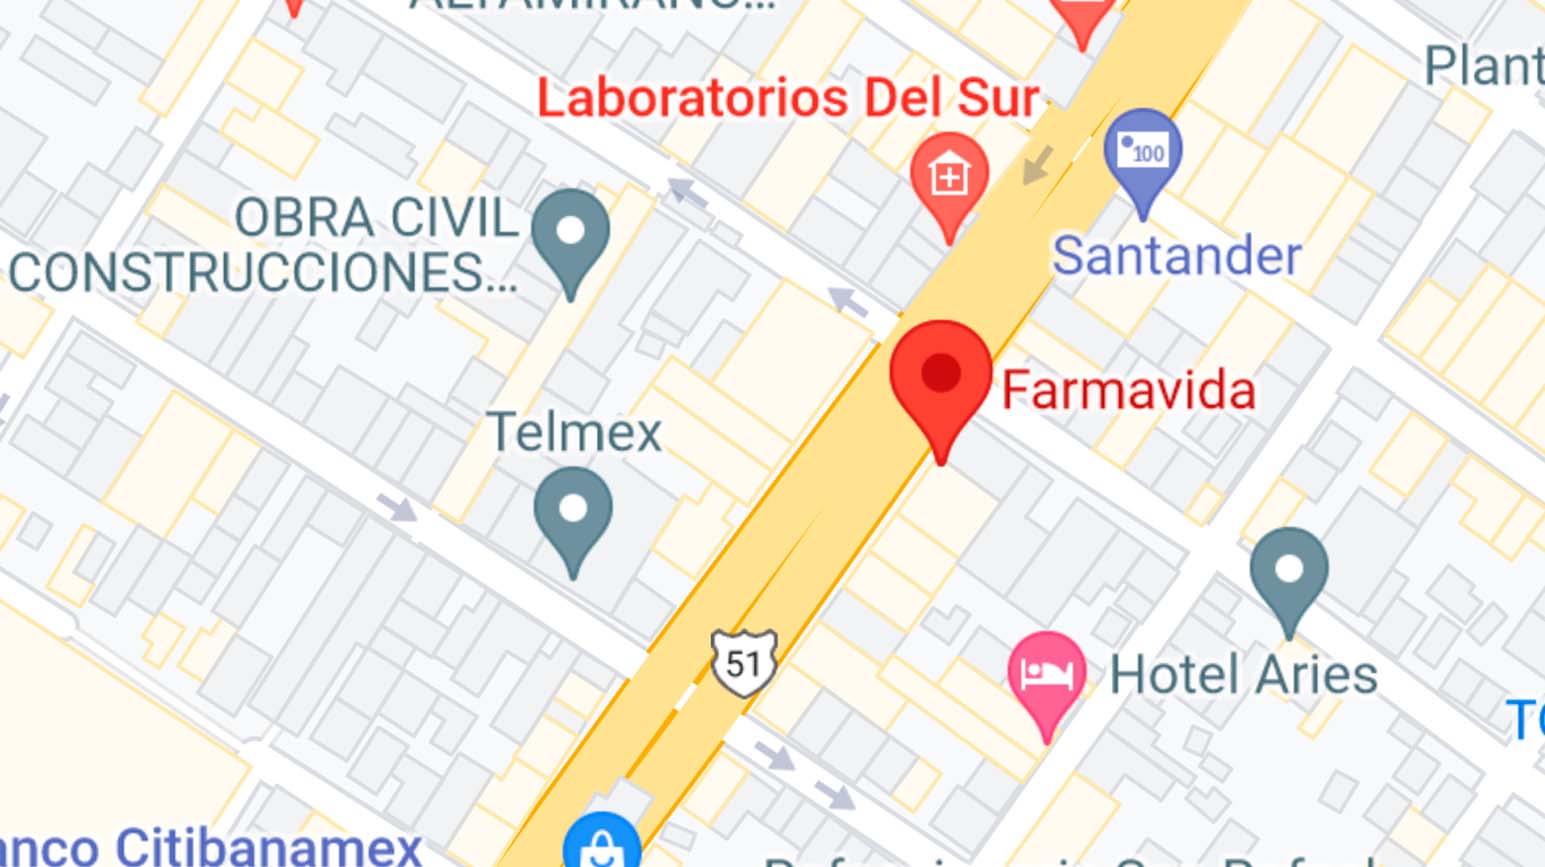 Plant
Laboratorios Del Sur
100
OBRA CIVIL
CONSTRUCCIONES...
Santander
Farmavida
Telmex
51
Hotel Aries
anco Citibanamex